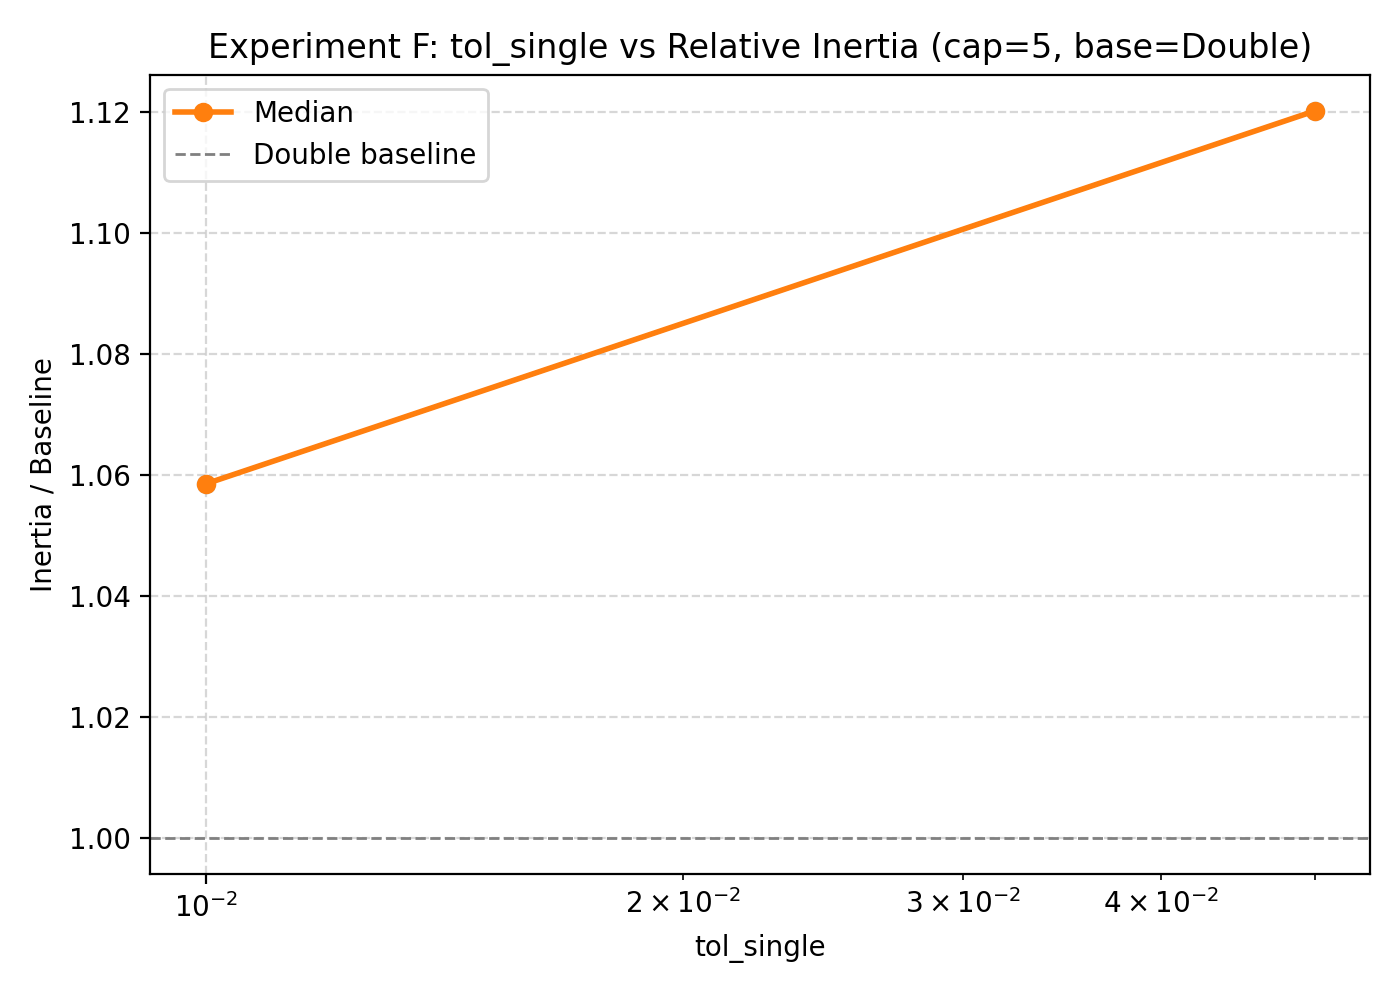 Experiment F: tol_single vs Relative Inertia (cap=5, base=Double)
Median
Double baseline
1.12
1.10
1.08
1.06
1.04
1.02
1.00
Inertia / Baseline
10⁻²
2 × 10⁻²
3 × 10⁻²
4 × 10⁻²
tol_single